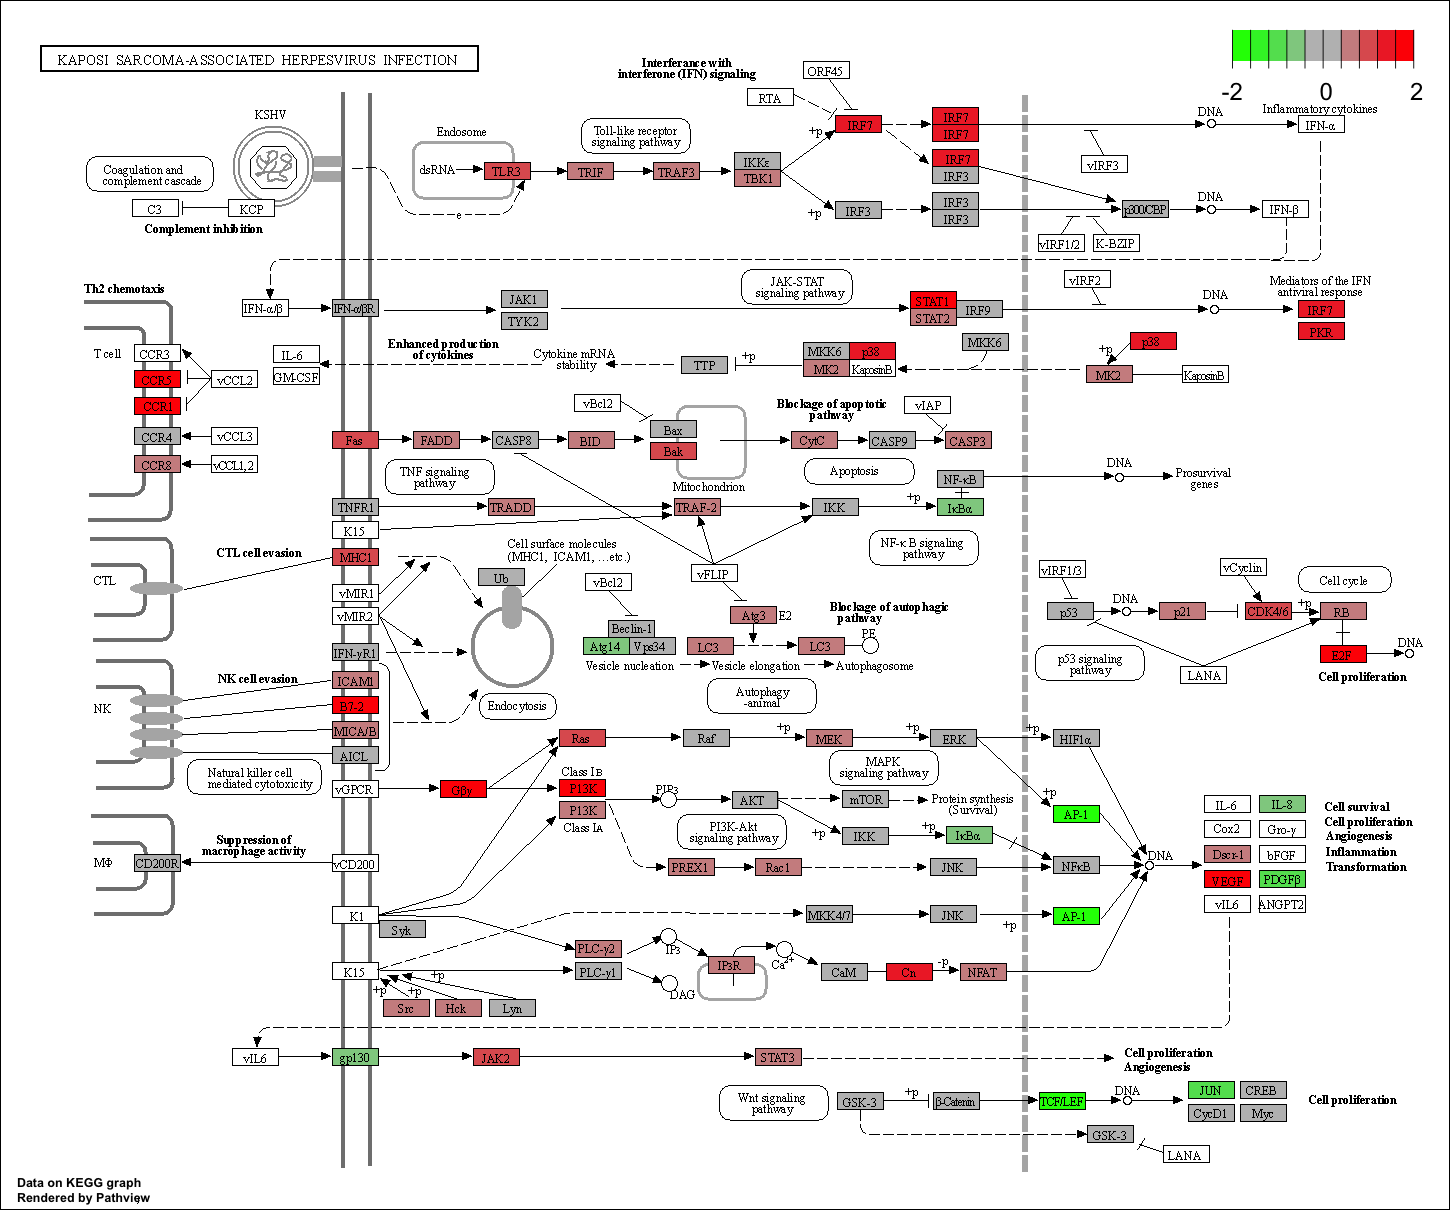 KAPOSI SARCOMA-ASSOCIATED HERPESVIRUS INFECTION
-2
0
2
Interferance with
interferone (IFN) signaling
ORF45
RTA
KSHV
Endosome
Toll-like receptor
signaling pathway
+p
IRF7
IRF7
IRF7
DNA
Inflammatory cytokines
IFN-α
Coagulation and
complement cascade
dsRNA
TLR3
TRIF
TRAF3
IKKε
TBK1
IRF7
IRF3
vIRF3
C3
KCP
e
+p
IRF3
IRF3
IRF3
p300/CBP
DNA
IFN-β
Complement inhibition
vIRF1/2
K-BZIP
Th2 chemotaxis
JAK-STAT
signaling pathway
vIRF2
Mediators of the IFN
antiviral response
IFN-α/β
IFN-α/βR
JAK1
TYK2
STAT1
STAT2
IRF9
DNA
IRF7
PKR
T cell
CCR3
CCR5
CCR1
CCR4
CCR8
vCCL2
vCCL3
vCCL1,2
IL-6
GM-CSF
Enhanced production
of cytokines
Cytokine mRNA
stability
TTP
+p
MKK6
p38
MK2
KaposinB
MKK6
+p
p38
MK2
KaposinB
vBcl2
Blockage of apoptotic
pathway
vIAP
Fas
FADD
CASP8
BID
Bax
Bak
CytC
CASP9
CASP3
TNF signaling
pathway
Mitochondrion
Apoptosis
NF-κB
DNA
Prosurvival
genes
TNFR1
TRADD
TRAF-2
IKK
+p
IκBα
K15
NF-κ B signaling
pathway
CTL cell evasion
MHC1
Cell surface molecules
(MHC1, ICAM1, ...etc.)
CTL
vMIR1
Ub
vBcl2
vFLIP
vIRF1/3
vCyclin
Cell cycle
vMIR2
Atg3
E2
Blockage of autophagic
pathway
p53
DNA
p21
CDK4/6
+p
RB
IFN-γR1
Beclin-1
Atg14
Vps34
LC3
LC3
PE
DNA
E2F
p53 signaling
pathway
LANA
Vesicle nucleation
Vesicle elongation
Autophagosome
NK cell evasion
ICAM1
Cell proliferation
NK
B7-2
Endocytosis
Autophagy
-animal
MICA/B
AICL
Ras
Raf
+p
MEK
+p
ERK
+p
HIF1α
Natural killer cell
mediated cytotoxicity
Class IB
MAPK
signaling pathway
vGPCR
Gβγ
P13K
P13K
Class IA
PIP3
AKT
mTOR
Protein synthesis
(Survival)
+p
AP-1
PI3K-Akt
signaling pathway
+p
IKK
+p
IκBα
IL-6
IL-8
Cox2
Gro-γ
Dscr-1
bFGF
VEGF
PDGFβ
vIL6
ANGPT2
Cell survival
Cell proliferation
Angiogenesis
Inflammation
Transformation
Suppression of
macrophage activity
MΦ
CD200R
vCD200
PREX1
Rac1
JNK
NFκB
DNA
K1
Syk
MKK4/7
JNK
+p
AP-1
PLC-γ2
IP3
IP3R
Ca2+
K15
+p
PLC-γ1
CaM
Cn
-p
NFAT
+p
+p
DAG
Src
Hck
Lyn
vIL6
gp130
JAK2
STAT3
Cell proliferation
Angiogenesis
Wnt signaling
pathway
GSK-3
+p
β-Catenin
TCF/LEF
DNA
JUN
CREB
CycD1
Myc
Cell proliferation
GSK-3
LANA
Data on KEGG graph
Rendered by Pathview